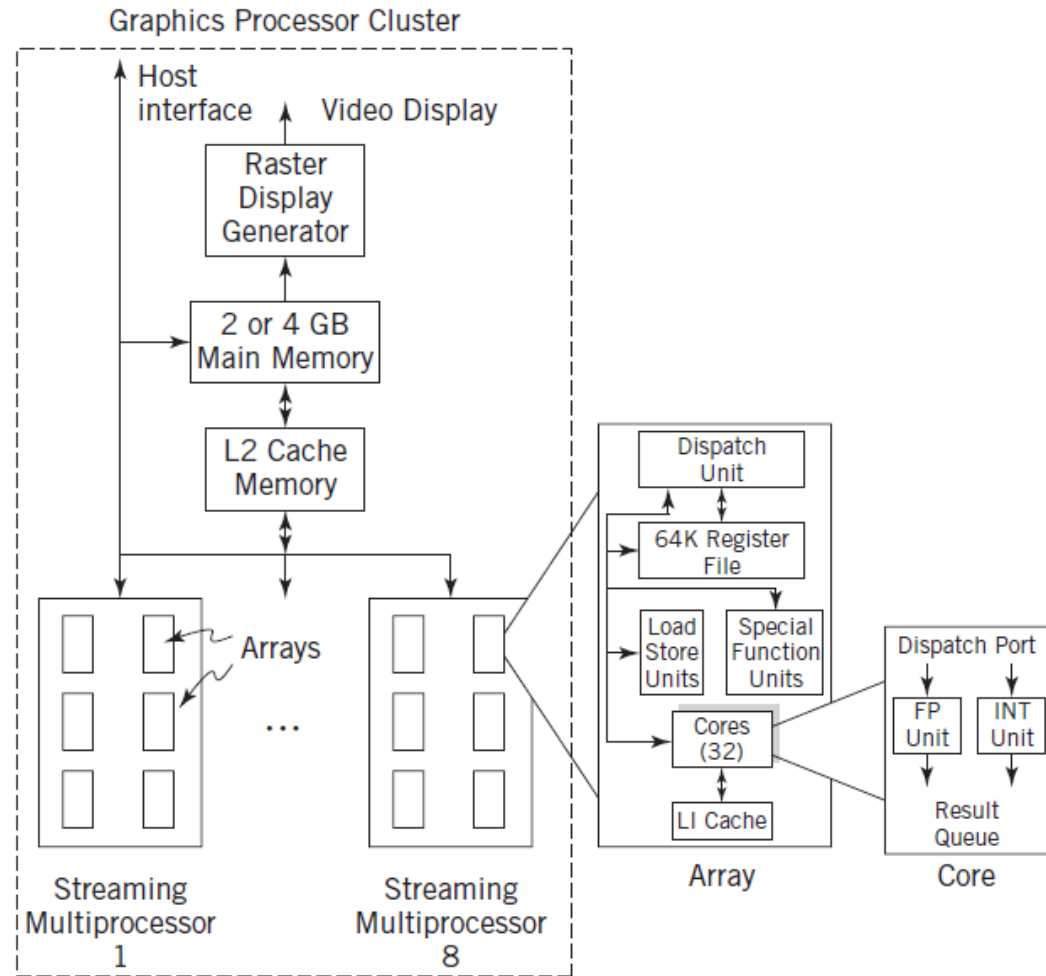 Graphics Processor Cluster
Host
interface
Video Display
Raster
Display
Generator
2 or 4 GB
Main Memory
L2 Cache
Memory
Arrays
...
Streaming
Multiprocessor
1
Streaming
Multiprocessor
8
Dispatch
Unit
64K Register
File
Load
Store
Units
Special
Function
Units
Cores
(32)
LI Cache
Array
Dispatch Port
FP
Unit
INT
Unit
Result
Queue
Core